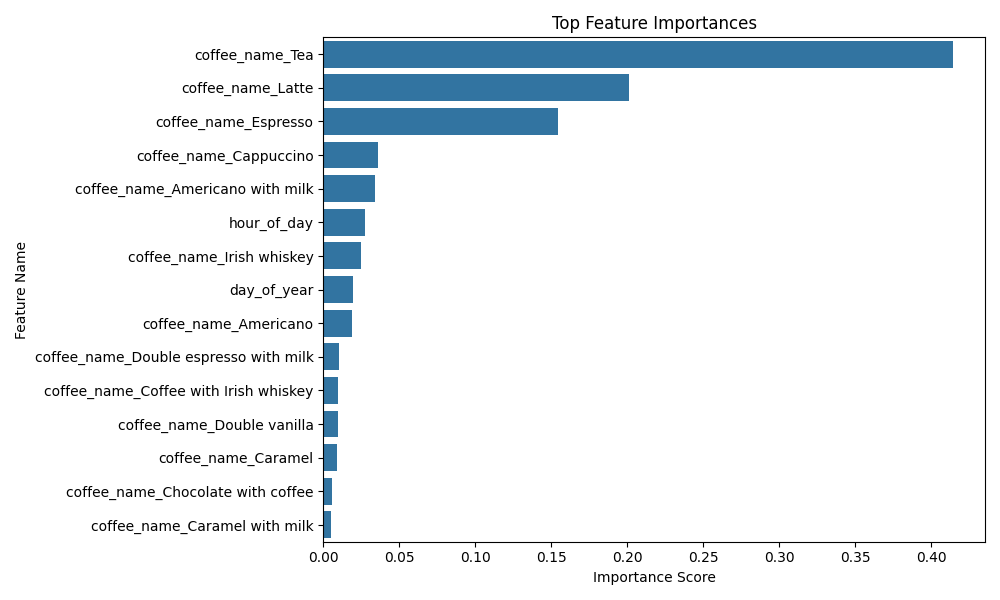 Top Feature Importances
Feature Name
coffee_name_Tea
coffee_name_Latte
coffee_name_Espresso
coffee_name_Cappuccino
coffee_name_Americano with milk
hour_of_day
coffee_name_Irish whiskey
day_of_year
coffee_name_Americano
coffee_name_Double espresso with milk
coffee_name_Coffee with Irish whiskey
coffee_name_Double vanilla
coffee_name_Caramel
coffee_name_Chocolate with coffee
coffee_name_Caramel with milk
0.00 0.05 0.10 0.15 0.20 0.25 0.30 0.35 0.40
Importance Score